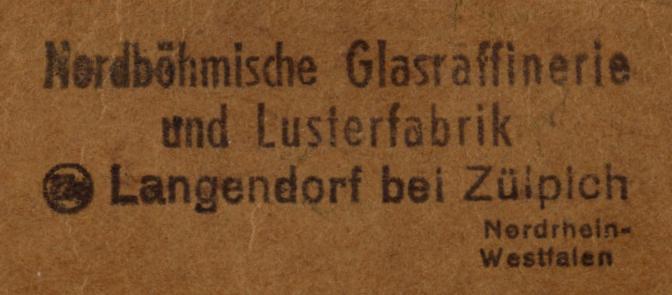 Nordböhmische Glasraffinerie
und Lusterfabrik
Langendorf bei Zülpich
Nordrhein-
Westfalen